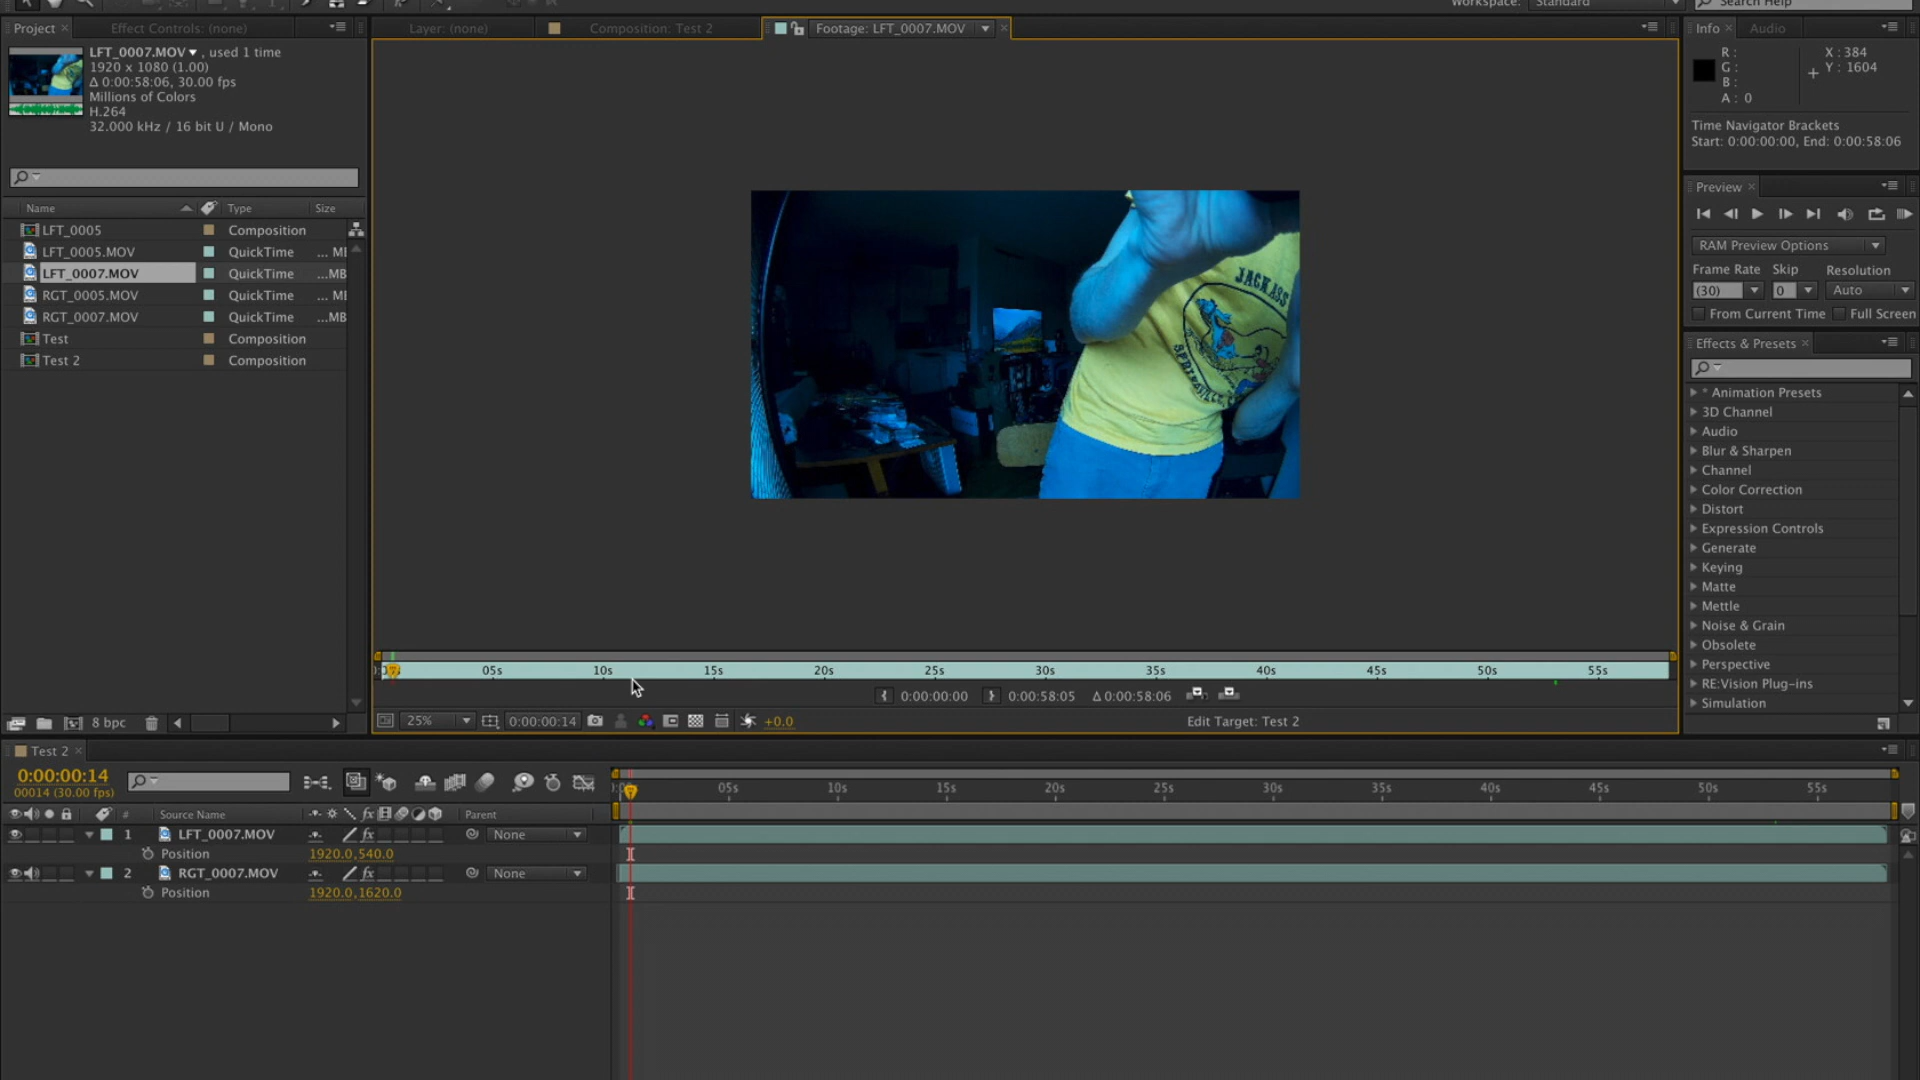 Workspace: Standard
Search Help
Project ×
Effect Controls: (none)
Layer: (none)
Composition: Test 2
Footage: LFT_0007.MOV
Info ×
Audio
LFT_0007.MOV▼, used 1 time
1920 x 1080 (1.00)
Δ 0:00:58:06, 30.00 fps
Millions of Colors
H.264
32.000 kHz / 16 bit U / Mono
R :
G :
B :
A : 0
X : 384
Y : 1604
Time Navigator Brackets
Start: 0:00:00:00, End: 0:00:58:06
Preview ×
RAM Preview Options
Frame Rate Skip Resolution
(30) 0 Auto
From Current Time Full Screen
Name Type Size
LFT_0005 Composition
LFT_0005.MOV QuickTime ... MB
LFT_0007.MOV QuickTime ...MB
RGT_0005.MOV QuickTime ... MB
RGT_0007.MOV QuickTime ...MB
Test Composition
Test 2 Composition
JACKASS
Effects & Presets ×
* Animation Presets
3D Channel
Audio
Blur & Sharpen
Channel
Color Correction
Distort
Expression Controls
Generate
Keying
Matte
Mettle
Noise & Grain
Obsolete
Perspective
RE:Vision Plug-ins
Simulation
05s 10s 15s 20s 25s 30s 35s 40s 45s 50s 55s
0:00:00:00 0:00:58:05 Δ 0:00:58:06
8 bpc
25% 0:00:00:14 +0.0 Edit Target: Test 2
Test 2 ×
0:00:00:14
00014 (30.00 fps)
05s 10s 15s 20s 25s 30s 35s 40s 45s 50s 55s
# Source Name fx Parent
1 LFT_0007.MOV fx None
Position 1920.0,540.0
2 RGT_0007.MOV fx None
Position 1920.0,1620.0